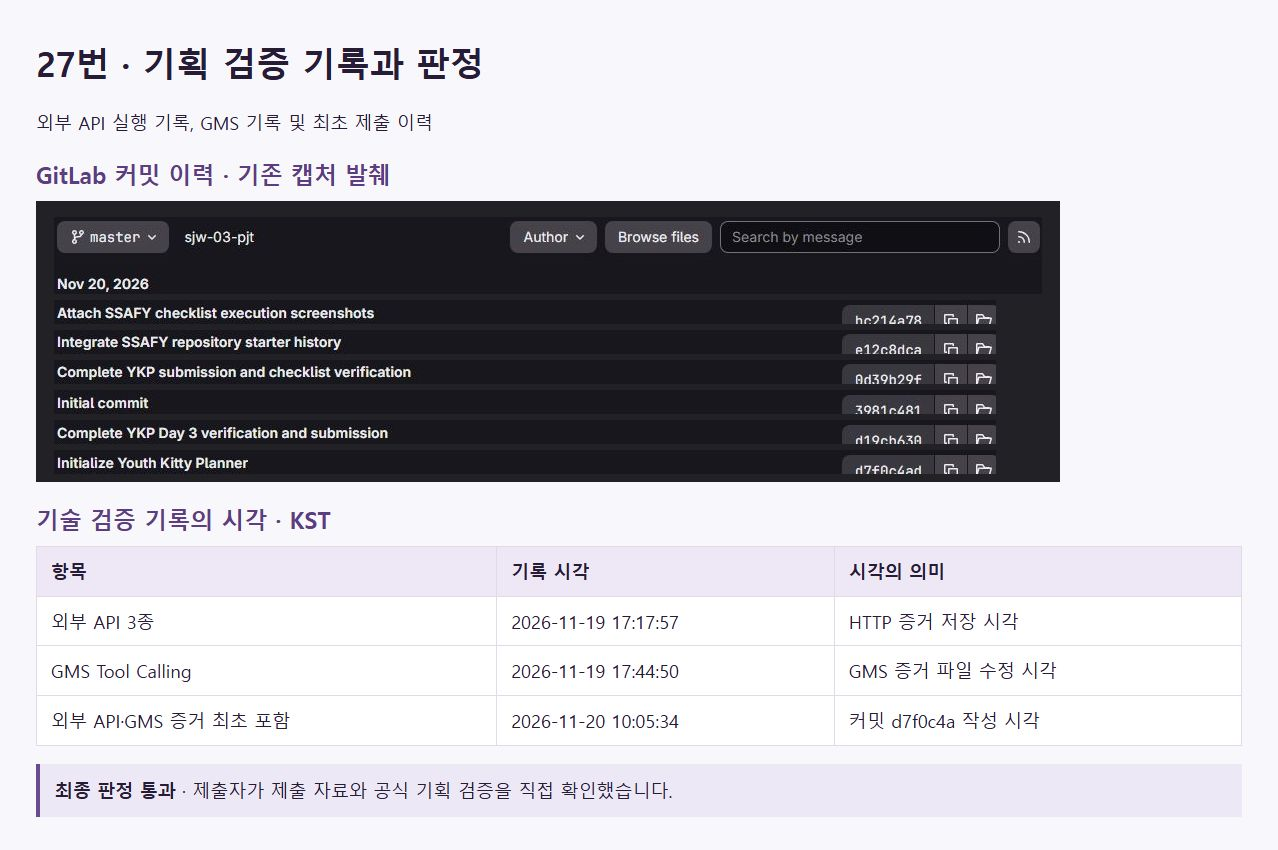 27번 · 기획 검증 기록과 판정
외부 API 실행 기록, GMS 기록 및 최초 제출 이력
GitLab 커밋 이력 · 기존 캡처 발췌
master sjw-03-pjt Author Browse files Search by message
Nov 20, 2026
Attach SSAFY checklist execution screenshots
Integrate SSAFY repository starter history e12c8dca
Complete YKP submission and checklist verification 0d39b29f
Initial commit 3981c481
Complete YKP Day 3 verification and submission d19cb630
Initialize Youth Kitty Planner d7f0c4ad
기술 검증 기록의 시각 · KST
항목 기록 시각 시각의 의미
외부 API 3종 2026-11-19 17:17:57 HTTP 증거 저장 시각
GMS Tool Calling 2026-11-19 17:44:50 GMS 증거 파일 수정 시각
외부 API·GMS 증거 최초 포함 2026-11-20 10:05:34 커밋 d7f0c4a 작성 시각
최종 판정 통과 · 제출자가 제출 자료와 공식 기획 검증을 직접 확인했습니다.